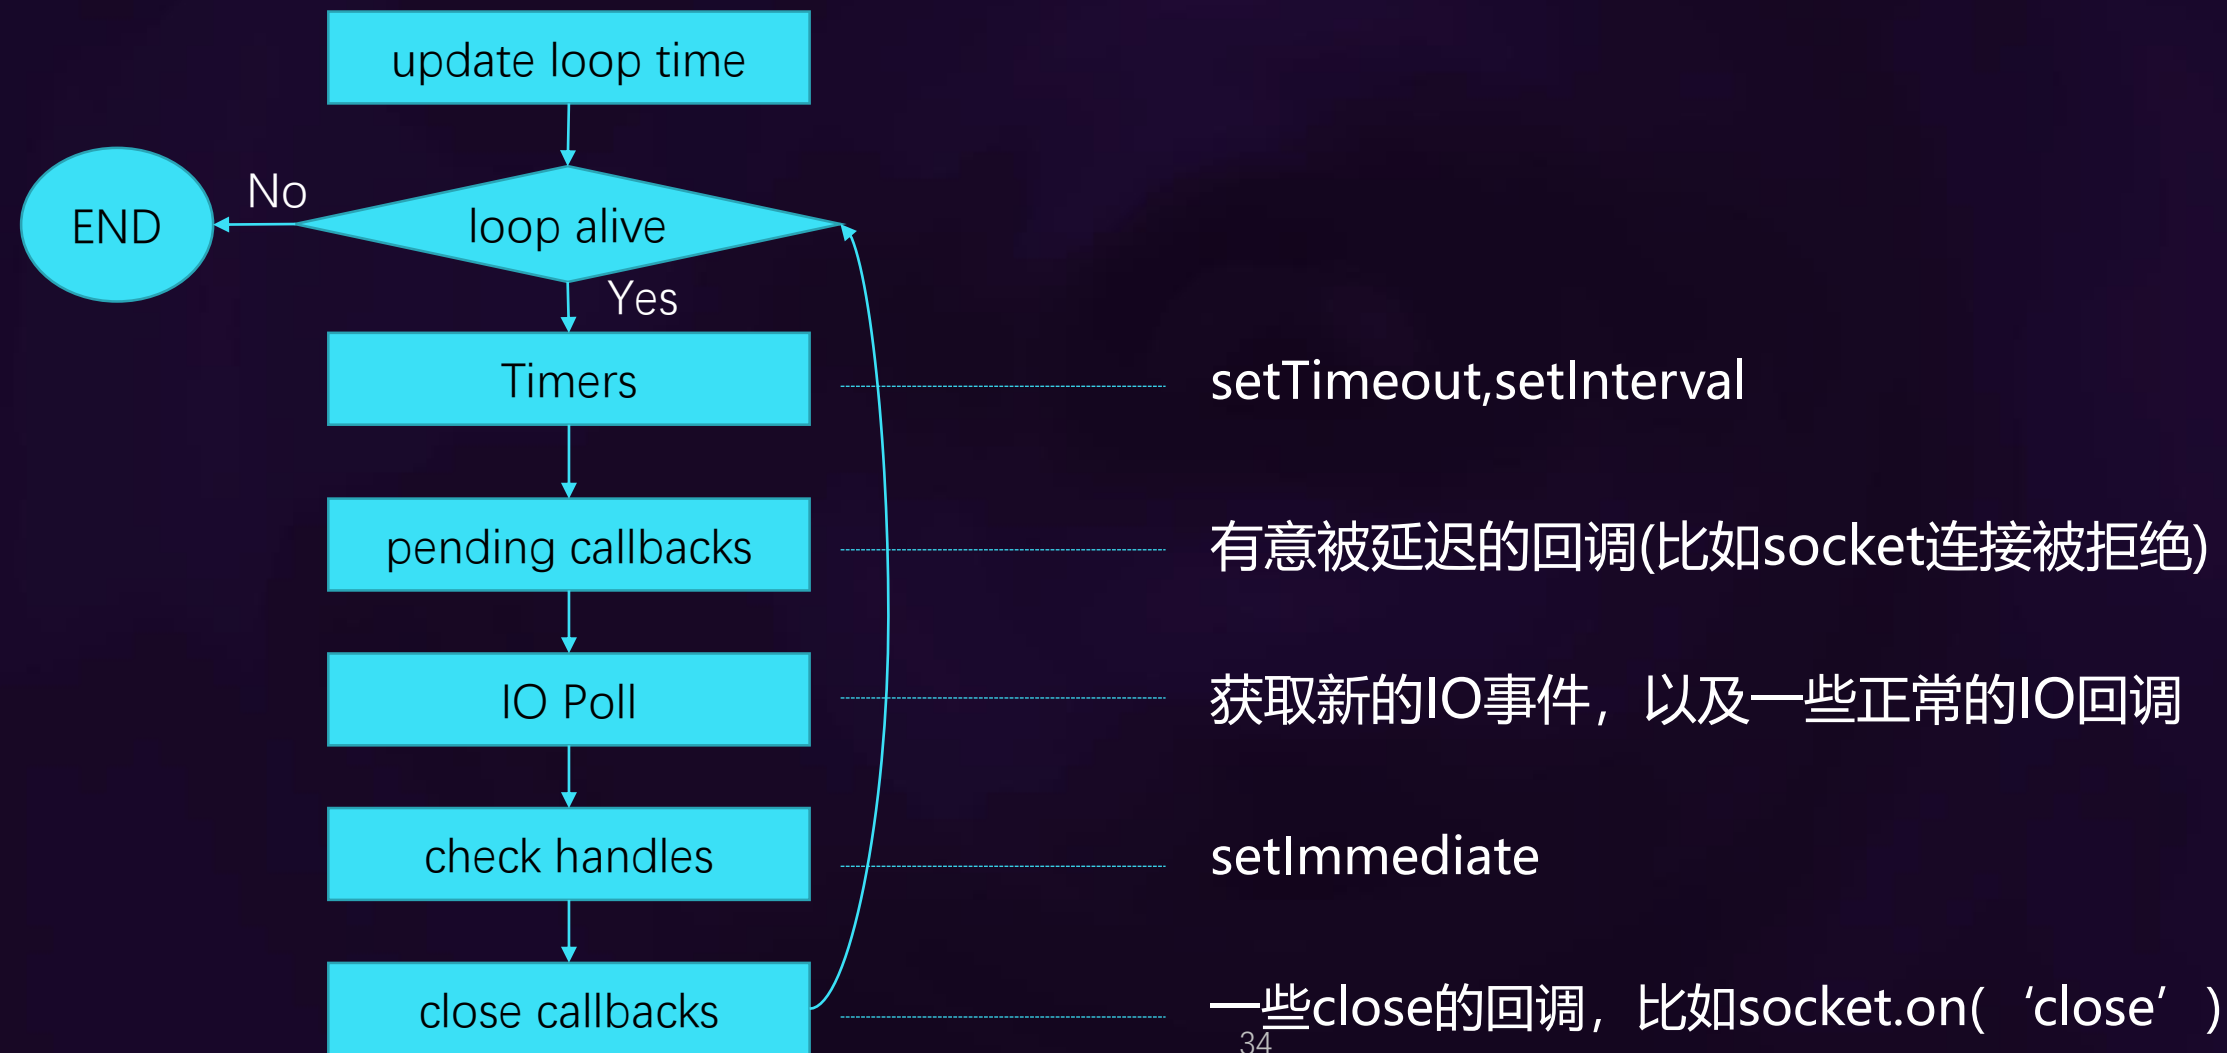 update loop time
END
No
loop alive
Yes
Timers
setTimeout,setInterval
pending callbacks
有意被延迟的回调(比如socket连接被拒绝)
IO Poll
获取新的IO事件，以及一些正常的IO回调
check handles
setImmediate
close callbacks
一些close的回调，比如socket.on(‘close’)
34